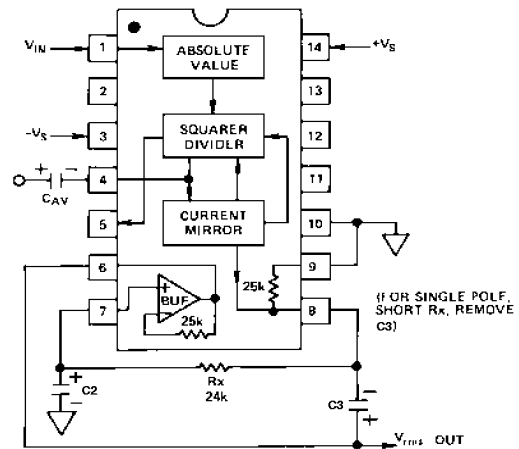 V_IN
1
ABSOLUTE VALUE
14
+V_S
2
13
-V_S
3
SQUARER DIVIDER
12
+ -
C_AV
4
11
5
CURRENT MIRROR
10
6
9
25k
+
BUF
-
25k
7
8
(FOR SINGLE POLE, SHORT Rx, REMOVE C3)
+
C2
-
Rx
24k
-
C3
+
V_rms OUT